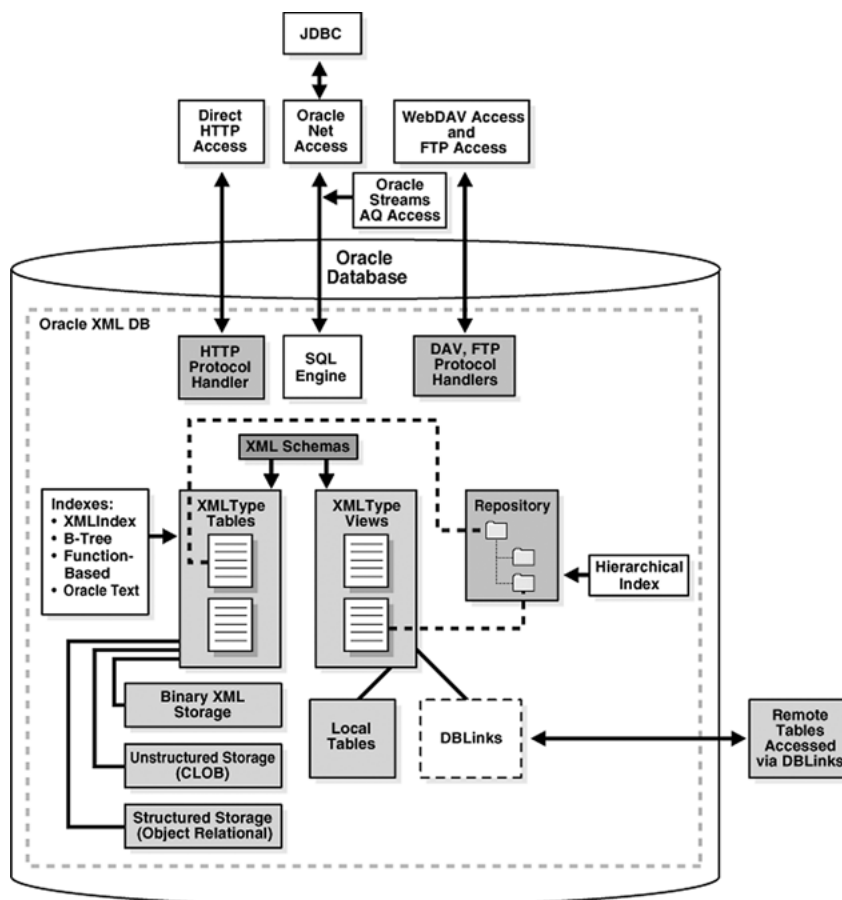 JDBC
Direct
HTTP
Access
Oracle
Net
Access
WebDAV Access
and
FTP Access
Oracle
Streams
AQ Access
Oracle
Database
Oracle XML DB
HTTP
Protocol
Handler
SQL
Engine
DAV, FTP
Protocol
Handlers
XML Schemas
Indexes:
• XMLIndex
• B-Tree
• Function-
Based
• Oracle Text
XMLType
Tables
XMLType
Views
Repository
Hierarchical
Index
Binary XML
Storage
Unstructured Storage
(CLOB)
Structured Storage
(Object Relational)
Local
Tables
DBLinks
Remote
Tables
Accessed
via DBLinks